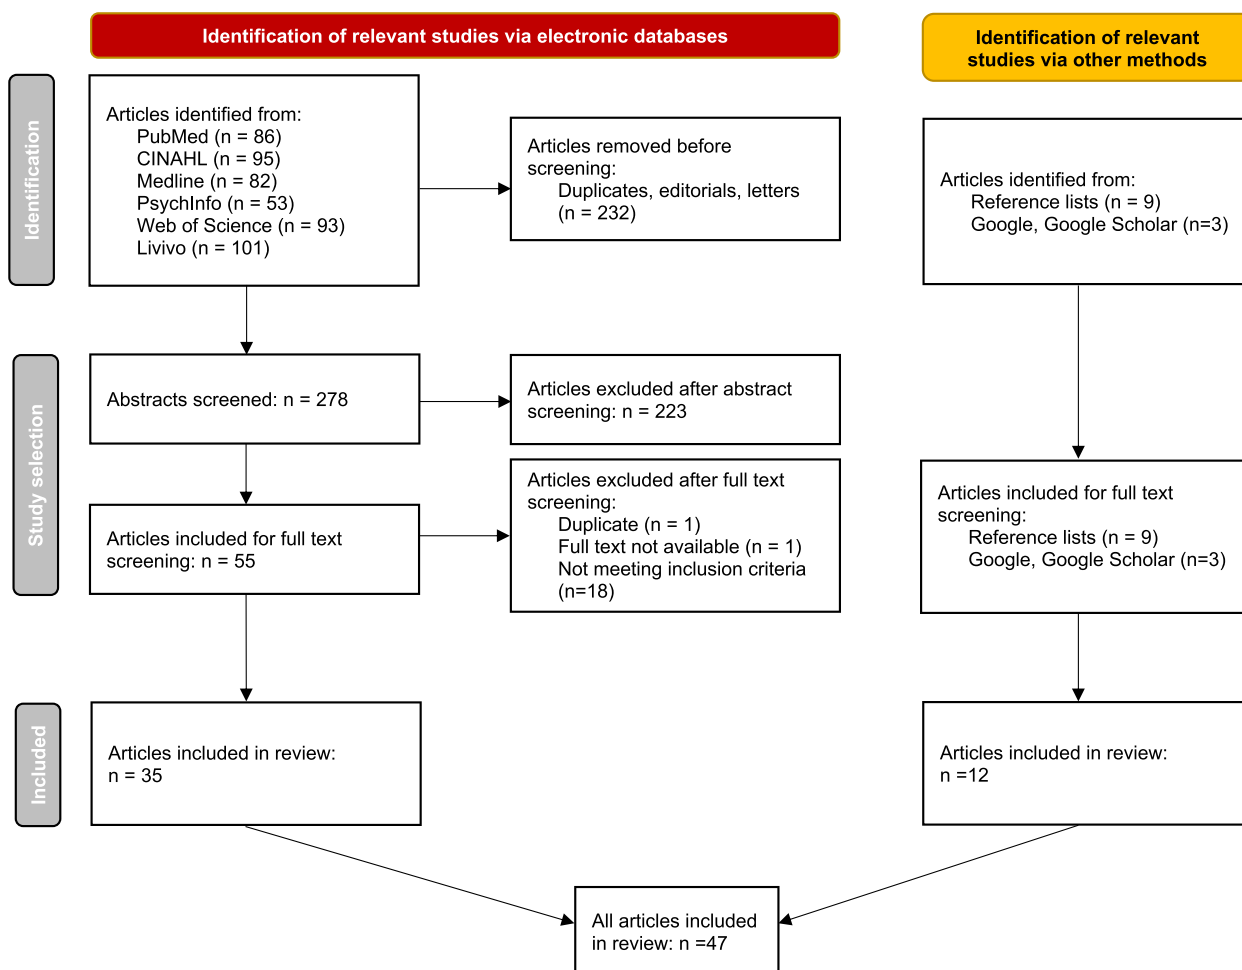 Identification of relevant studies via electronic databases
Identification of relevant
studies via other methods
Identification
Articles identified from:
PubMed (n = 86)
CINAHL (n = 95)
Medline (n = 82)
PsychInfo (n = 53)
Web of Science (n = 93)
Livivo (n = 101)
Articles removed before
screening:
Duplicates, editorials, letters
(n = 232)
Articles identified from:
Reference lists (n = 9)
Google, Google Scholar (n=3)
Study selection
Abstracts screened: n = 278
Articles excluded after abstract
screening: n = 223
Articles included for full text
screening: n = 55
Articles excluded after full text
screening:
Duplicate (n = 1)
Full text not available (n = 1)
Not meeting inclusion criteria
(n=18)
Articles included for full text
screening:
Reference lists (n = 9)
Google, Google Scholar (n=3)
Included
Articles included in review:
n = 35
Articles included in review:
n =12
All articles included
in review: n =47